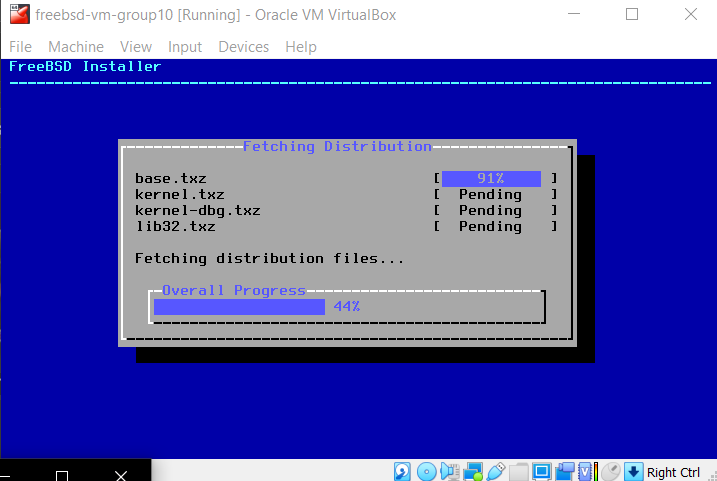 freebsd-vm-group10 [Running] - Oracle VM VirtualBox
File Machine View Input Devices Help
FreeBSD Installer
Fetching Distribution
base.txz [ 91% ]
kernel.txz [ Pending ]
kernel-dbg.txz [ Pending ]
lib32.txz [ Pending ]
Fetching distribution files...
Overall Progress
44%
Right Ctrl